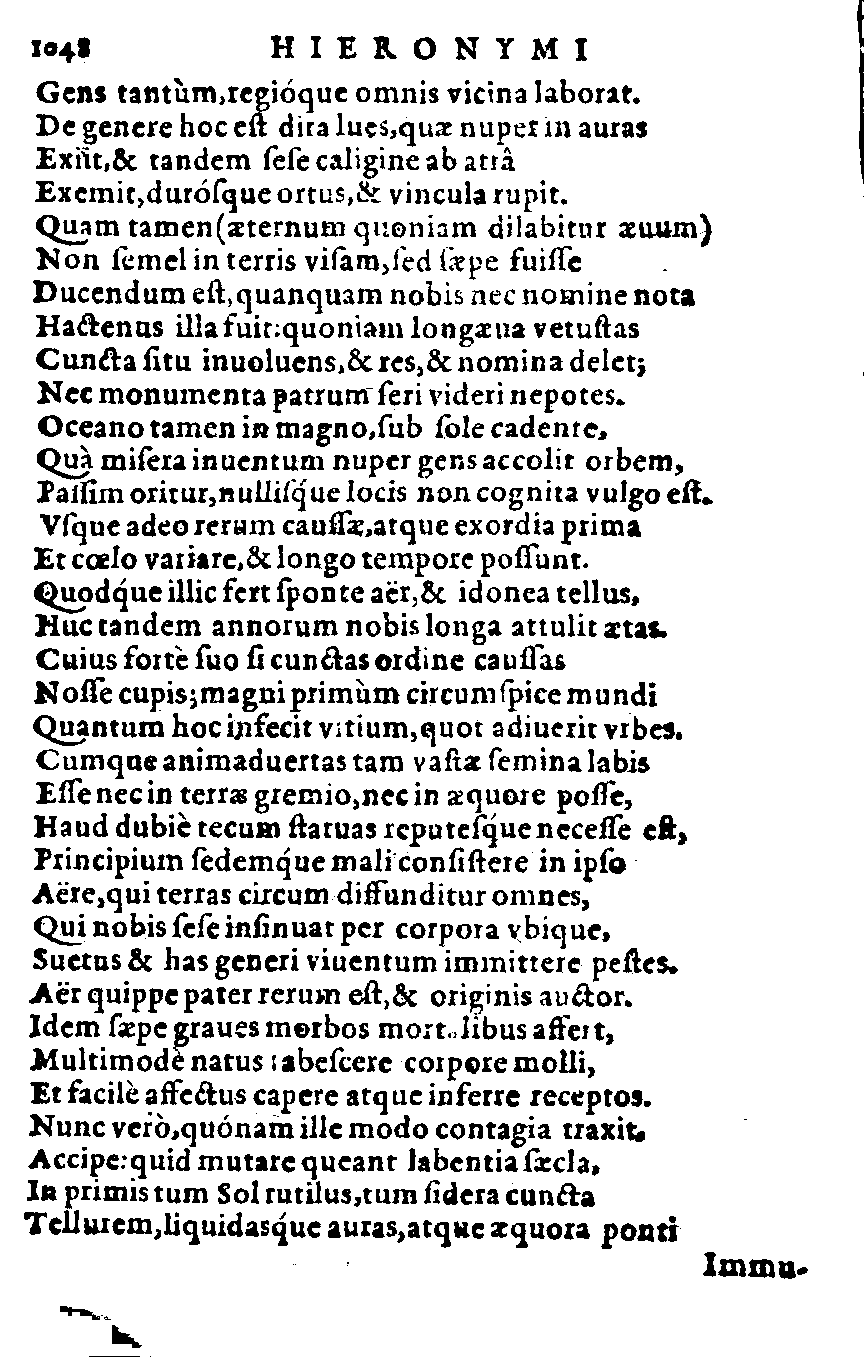 1048 HIERONYMI
Gens tantùm,regióque omnis vicina laborat.
De genere hoc eſt dira lues,quæ nuper in auras
Exiit,& tandem ſeſe caligine ab atrâ
Exemit,duróſque ortus,& vincula rupit.
Quam tamen(æternum quoniam dilabitur æuum)
Non ſemel in terris viſam,ſed ſæpe fuiſſe
Ducendum eſt,quanquam nobis nec nomine nota
Hactenus illa fuit:quoniam longæua vetuſtas
Cuncta ſitu inuoluens,& res,& nomina delet;
Nec monumenta patrum ſeri videri nepotes.
Oceano tamen in magno,ſub ſole cadente,
Quà miſera inuentum nuper gens accolit orbem,
Paſſim oritur,nulliſq́ue locis non cognita vulgo eſt.
Vſque adeo rerum cauſſæ,atque exordia prima
Et cœlo variare,& longo tempore poſſunt.
Quodq́ue illic fert ſponte aër,& idonea tellus,
Huc tandem annorum nobis longa attulit ætas.
Cuius fortè ſuo ſi cunctas ordine cauſſas
Noſſe cupis;magni primùm circumſpice mundi
Quantum hoc infecit vitium,quot adiuerit vrbes.
Cumque animaduertas tam vaſtæ ſemina labis
Eſſe nec in terræ gremio,nec in æquore poſſe,
Haud dubiè tecum ſtatuas reputeſq́ue neceſſe eſt,
Principium ſedemq́ue mali conſiſtere in ipſo
Aëre,qui terras circum diffunditur omnes,
Qui nobis ſeſe inſinuat per corpora vbique,
Suetus & has generi viuentum immittere peſtes.
Aër quippe pater rerum eſt,& originis auctor.
Idem ſæpe graues morbos mortalibus affert,
Multimodè natus tabeſcere corpore molli,
Et facilè affectus capere atque inferre receptos.
Nunc verò,quónam ille modo contagia traxit,
Accipe:quid mutare queant labentia ſæcla,
In primis tum Sol rutilus,tum ſidera cuncta
Tellurem,liquidasq́ue auras,atque æquora ponti
Immu-